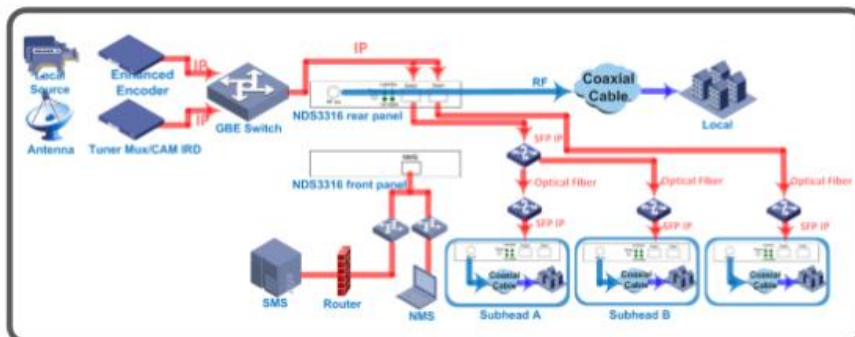 IP
Local
Source
IP
Enhanced
Encoder
RF
Coaxial
Cable
IP
GBE Switch
NDS3316 rear panel
Local
Antenna
Tuner Mux/CAM IRD
SFP IP
NMS
NDS3316 front panel
Optical Fiber
Optical Fiber
Optical Fiber
SFP IP
SFP IP
SFP IP
SMS
Router
NMS
Coaxial
Cable
Coaxial
Cable
Coaxial
Cable
Subhead A
Subhead B